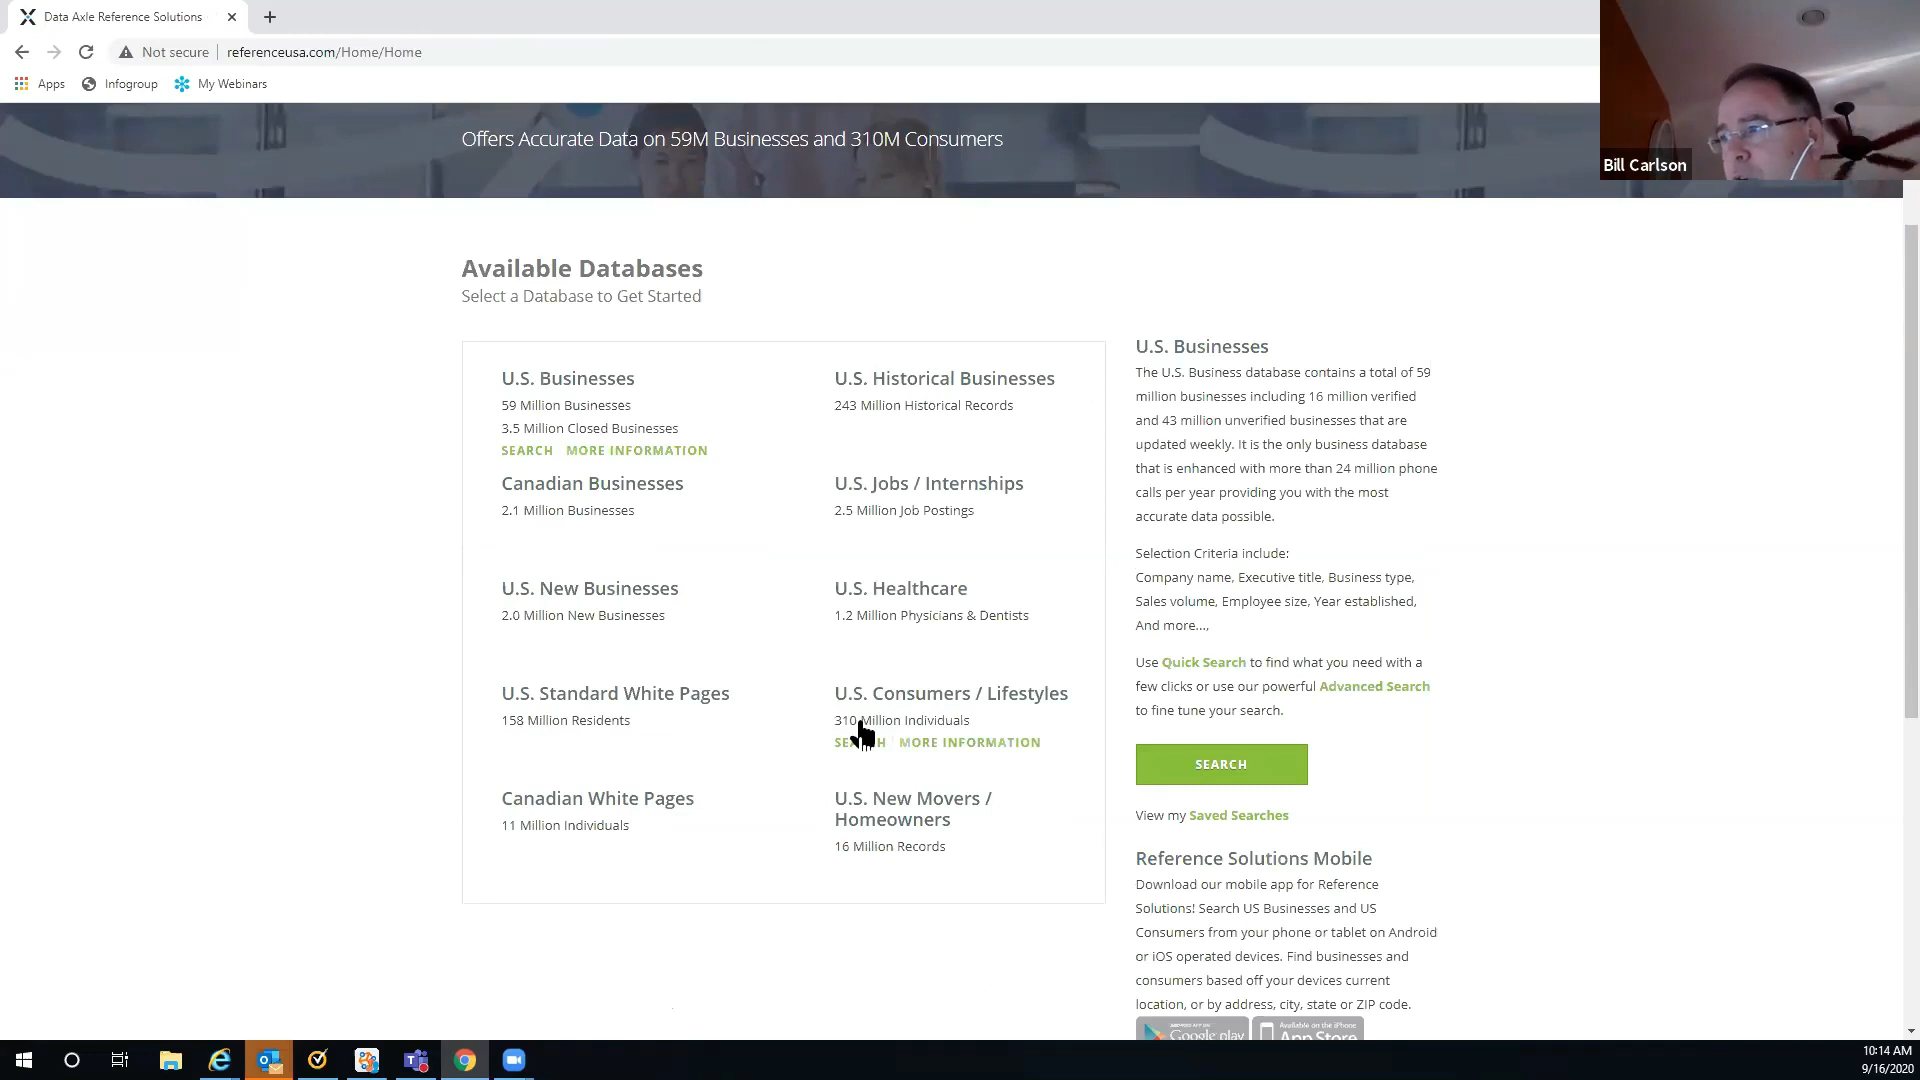 Data Axle Reference Solutions
Not secure
referenceusa.com/Home/Home
Apps
Infogroup
My Webinars
Bill Carlson
Offers Accurate Data on 59M Businesses and 310M Consumers
Available Databases
Select a Database to Get Started
U.S. Businesses
59 Million Businesses
3.5 Million Closed Businesses
SEARCH MORE INFORMATION
U.S. Historical Businesses
243 Million Historical Records
Canadian Businesses
2.1 Million Businesses
U.S. Jobs / Internships
2.5 Million Job Postings
U.S. New Businesses
2.0 Million New Businesses
U.S. Healthcare
1.2 Million Physicians & Dentists
U.S. Standard White Pages
158 Million Residents
U.S. Consumers / Lifestyles
310 Million Individuals
SEARCH MORE INFORMATION
Canadian White Pages
11 Million Individuals
U.S. New Movers /
Homeowners
16 Million Records
U.S. Businesses
The U.S. Business database contains a total of 59
million businesses including 16 million verified
and 43 million unverified businesses that are
updated weekly. It is the only business database
that is enhanced with more than 24 million phone
calls per year providing you with the most
accurate data possible.
Selection Criteria include:
Company name, Executive title, Business type,
Sales volume, Employee size, Year established,
And more...,
Use Quick Search to find what you need with a
few clicks or use our powerful Advanced Search
to fine tune your search.
SEARCH
View my Saved Searches
Reference Solutions Mobile
Download our mobile app for Reference
Solutions! Search US Businesses and US
Consumers from your phone or tablet on Android
or iOS operated devices. Find businesses and
consumers based off your devices current
location, or by address, city, state or ZIP code.
Google play
Available on the iPhone
App Store
10:14 AM
9/16/2020